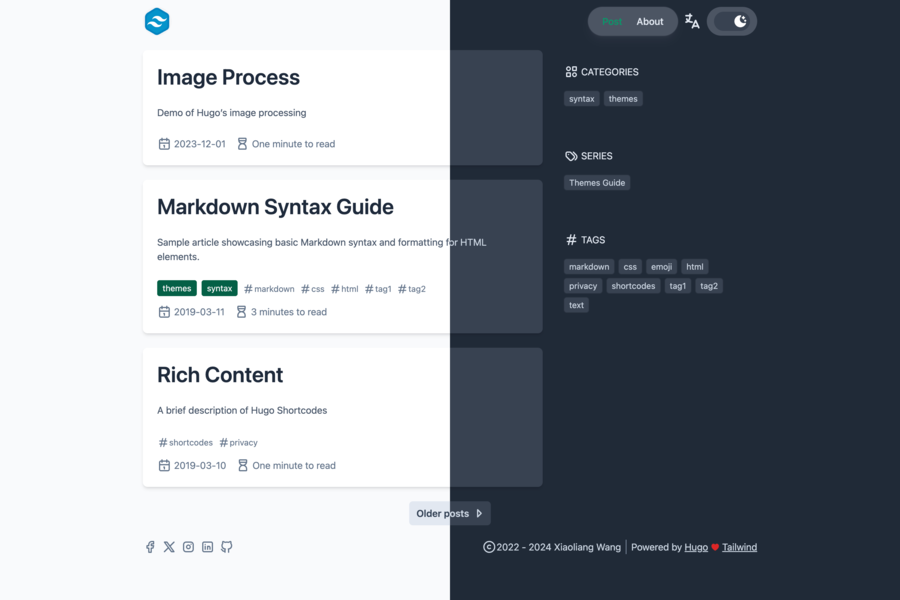 Post About
Image Process
Demo of Hugo's image processing
2023-12-01 One minute to read
Markdown Syntax Guide
Sample article showcasing basic Markdown syntax and formatting for HTML
elements.
themes syntax #markdown #css #html #tag1 #tag2
2019-03-11 3 minutes to read
Rich Content
A brief description of Hugo Shortcodes
#shortcodes #privacy
2019-03-10 One minute to read
Older posts
CATEGORIES
syntax themes
SERIES
Themes Guide
# TAGS
markdown css emoji html
privacy shortcodes tag1 tag2
text
©2022 - 2024 Xiaoliang Wang | Powered by Hugo ♥ Tailwind